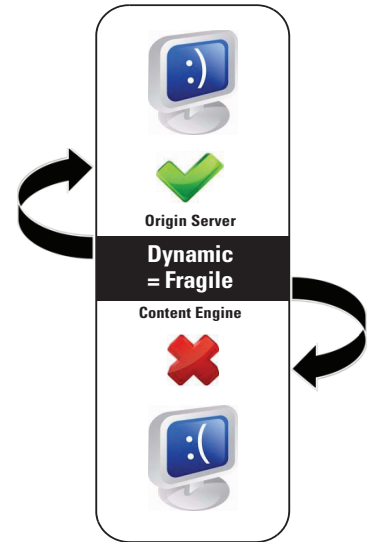 :)
Origin Server
Dynamic
= Fragile
Content Engine
:(